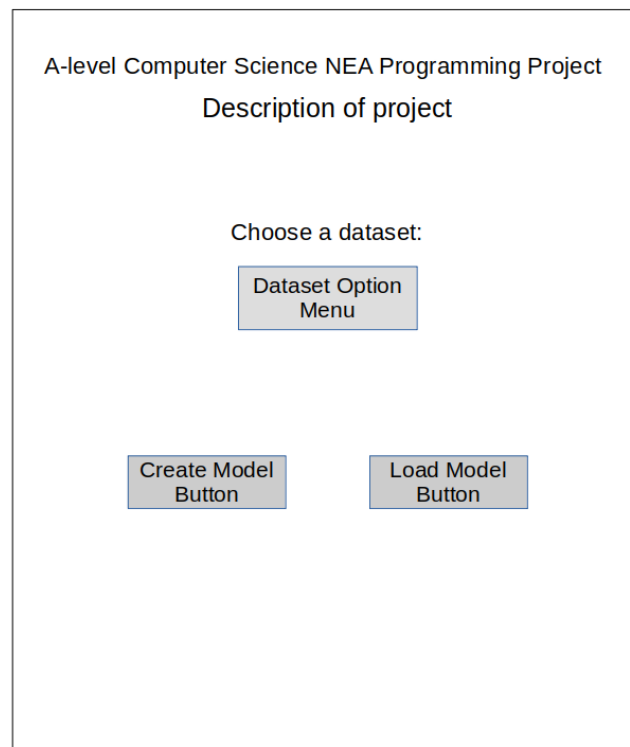 A-level Computer Science NEA Programming Project
Description of project
Choose a dataset:
Dataset Option
Menu
Create Model
Button
Load Model
Button